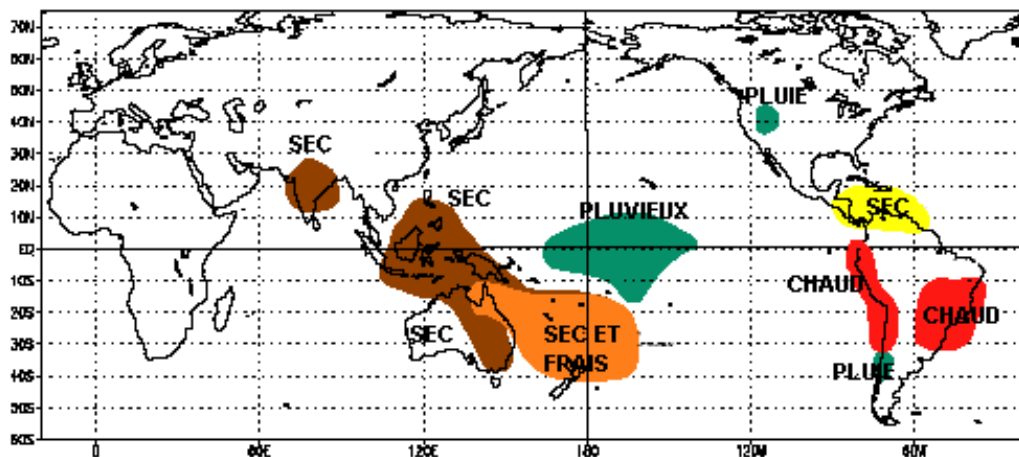 70N
60N
50N
40N
30N
20N
10N
EQ
10S
20S
30S
40S
50S
60S
PLUIE
SEC
SEC
SEC
PLUVIEUX
CHAUD
CHAUD
SEC
SEC ET
FRAIS
PLUIE
0
60E
120E
180
120W
60W